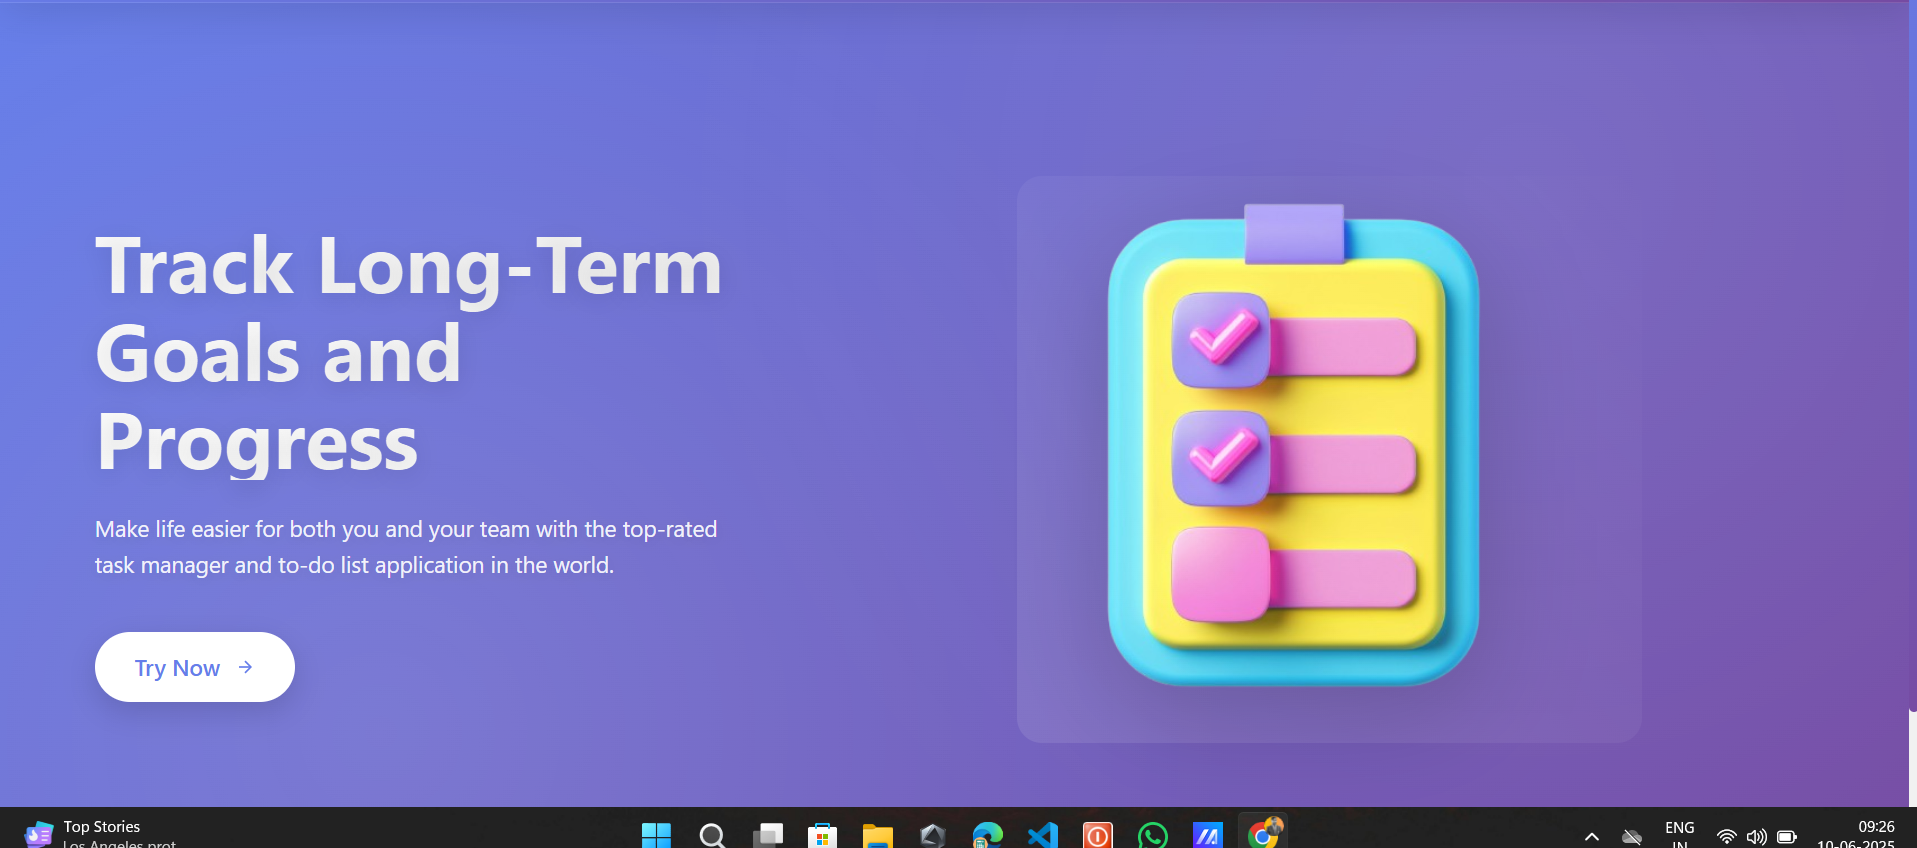 Track Long-Term
Goals and
Progress
Make life easier for both you and your team with the top-rated
task manager and to-do list application in the world.
Try Now
Top Stories
Los Angeles prot
ENG
IN
09:26
10-06-2025